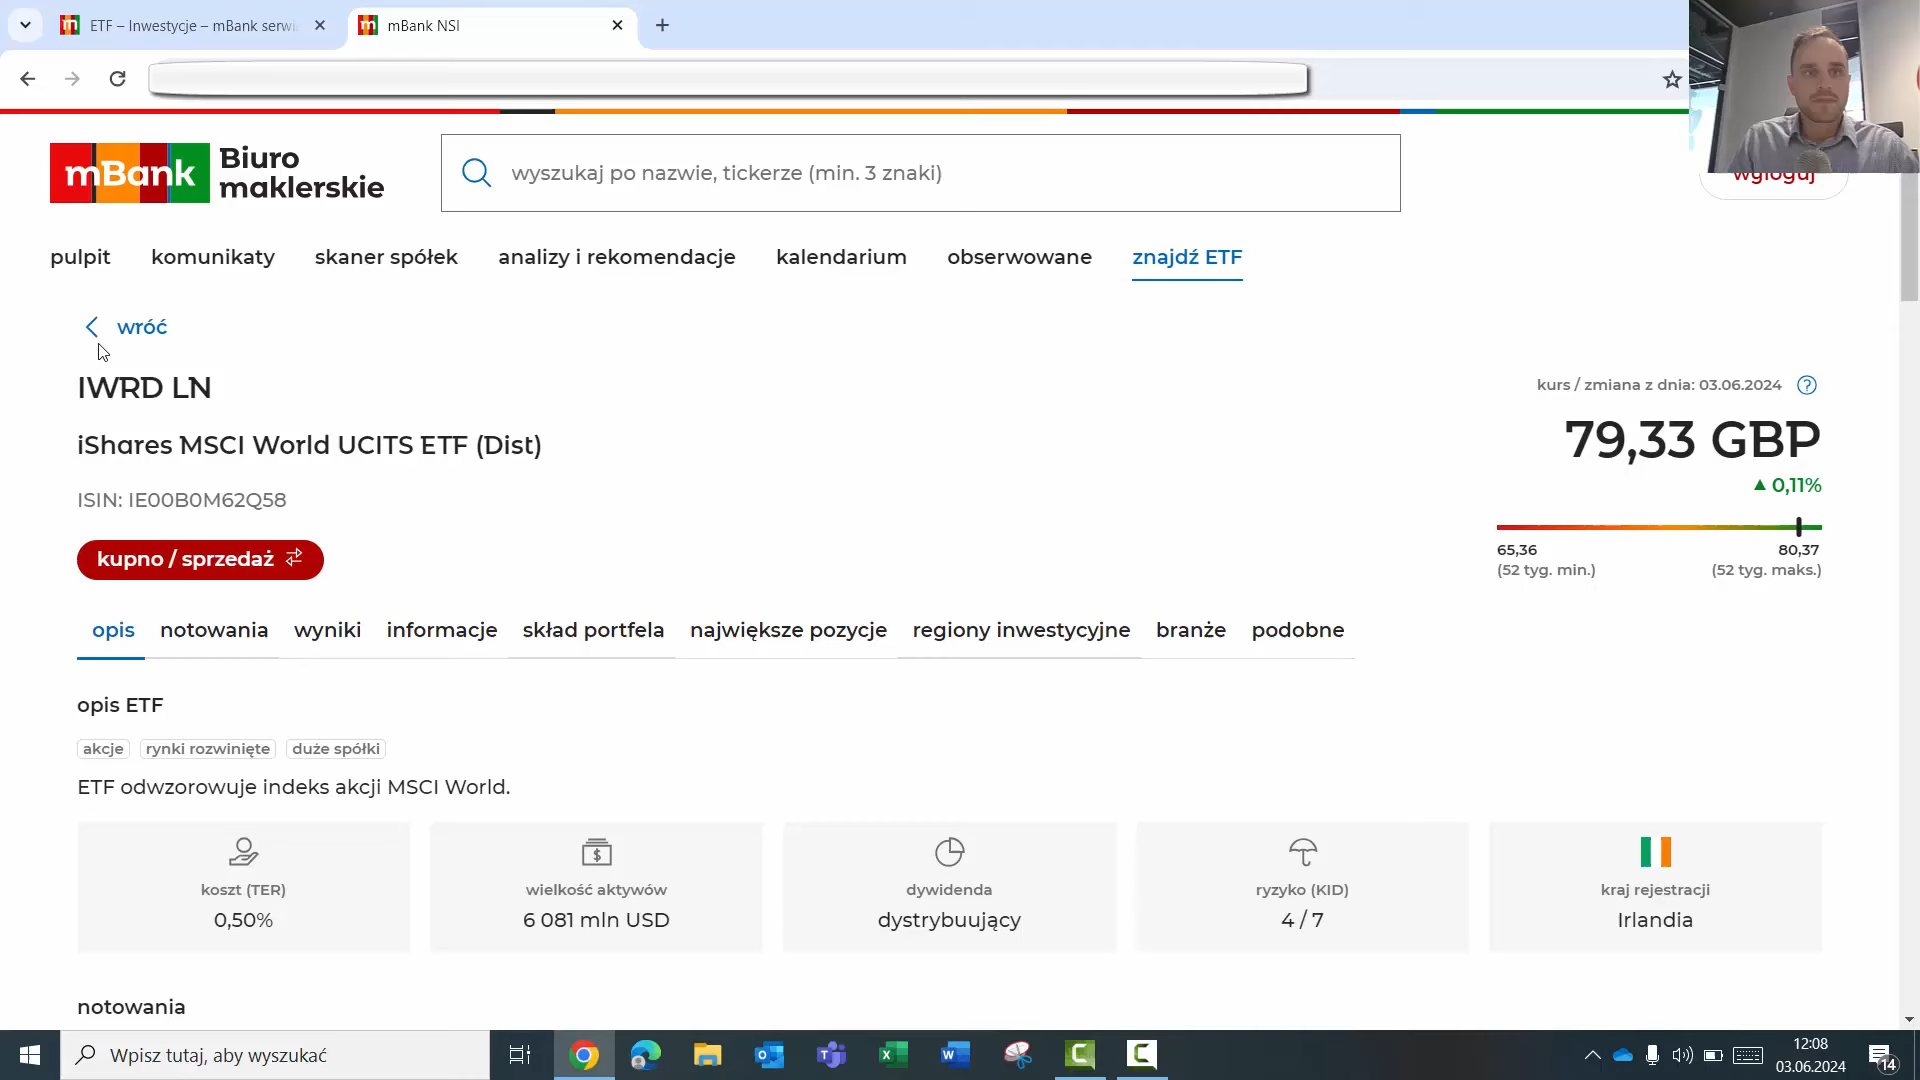 ETF – Inwestycje – mBank serwi
mBank NSI
mBank Biuro maklerskie
wyszukaj po nazwie, tickerze (min. 3 znaki)
wyloguj
pulpit komunikaty skaner spółek analizy i rekomendacje kalendarium obserwowane znajdź ETF
wróć
IWRD LN
kurs / zmiana z dnia: 03.06.2024 ?
79,33 GBP
iShares MSCI World UCITS ETF (Dist)
0,11%
ISIN: IE00B0M62Q58
65,36 80,37
(52 tyg. min.) (52 tyg. maks.)
kupno / sprzedaż
opis notowania wyniki informacje skład portfela największe pozycje regiony inwestycyjne branże podobne
opis ETF
akcje rynki rozwinięte duże spółki
ETF odwzorowuje indeks akcji MSCI World.
koszt (TER) wielkość aktywów dywidenda ryzyko (KID) kraj rejestracji
0,50% 6 081 mln USD dystrybuujący 4 / 7 Irlandia
notowania
Wpisz tutaj, aby wyszukać
12:08
03.06.2024
14